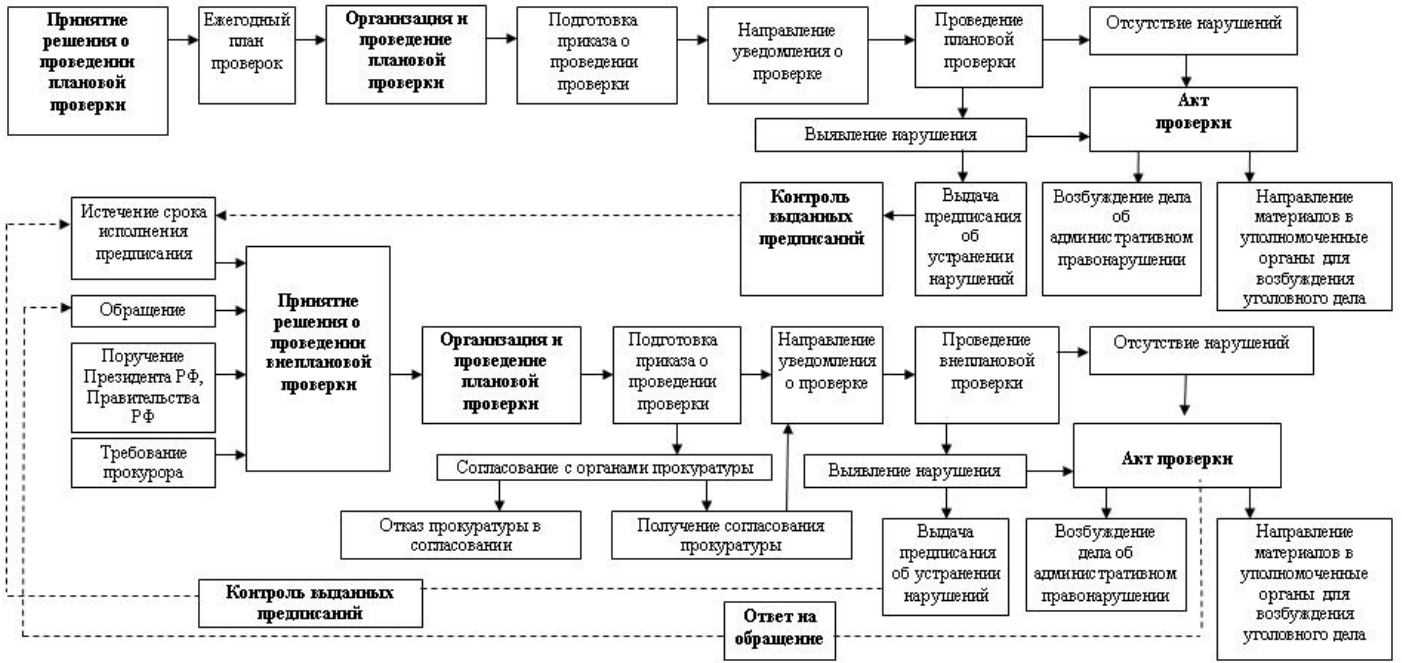 Принятие
решения о
проведении
плановой
проверки
Ежегодный
план
проверок
Организация и
проведение
плановой
проверки
Подготовка
приказа о
проведении
проверки
Направление
уведомления о
проверке
Проведение
плановой
проверки
Отсутствие нарушений
Акт
проверки
Выявление нарушения
Контроль
выданных
предписаний
Выдача
предписания
об
устранении
нарушений
Возбуждение дела
об
административном
правонарушении
Направление
материалов в
уполномоченные
органы для
возбуждения
уголовного дела
Истечение срока
исполнения
предписания
Обращение
Поручение
Президента РФ,
Правительства
РФ
Требование
прокурора
Принятие
решения о
проведении
внеплановой
проверки
Организация и
проведение
плановой
проверки
Подготовка
приказа о
проведении
проверки
Направление
уведомления
о проверке
Проведение
внеплановой
проверки
Отсутствие нарушений
Акт проверки
Согласование с органами прокуратуры
Выявление нарушения
Отказ прокуратуры в
согласовании
Получение согласования
прокуратуры
Выдача
предписания
об устранении
нарушений
Возбуждение
дела об
административном
правонарушении
Направление
материалов в
уполномоченные
органы для
возбуждения
уголовного дела
Контроль выданных
предписаний
Ответ на
обращение